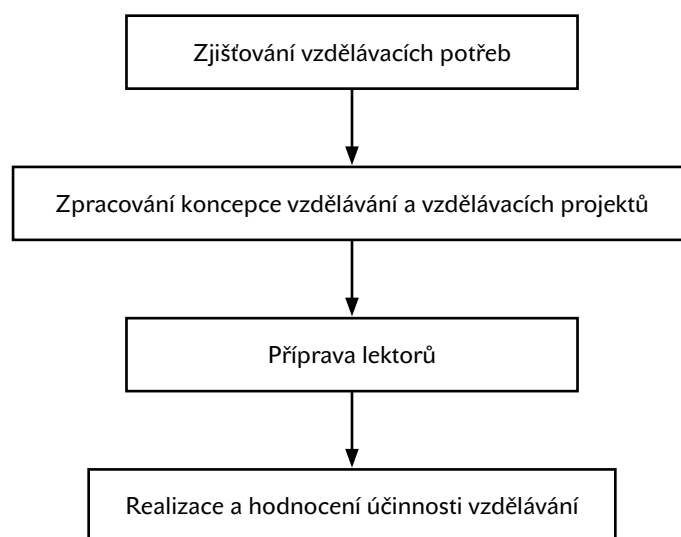 Zjišťování vzdělávacích potřeb
Zpracování koncepce vzdělávání a vzdělávacích projektů
Příprava lektorů
Realizace a hodnocení účinnosti vzdělávání